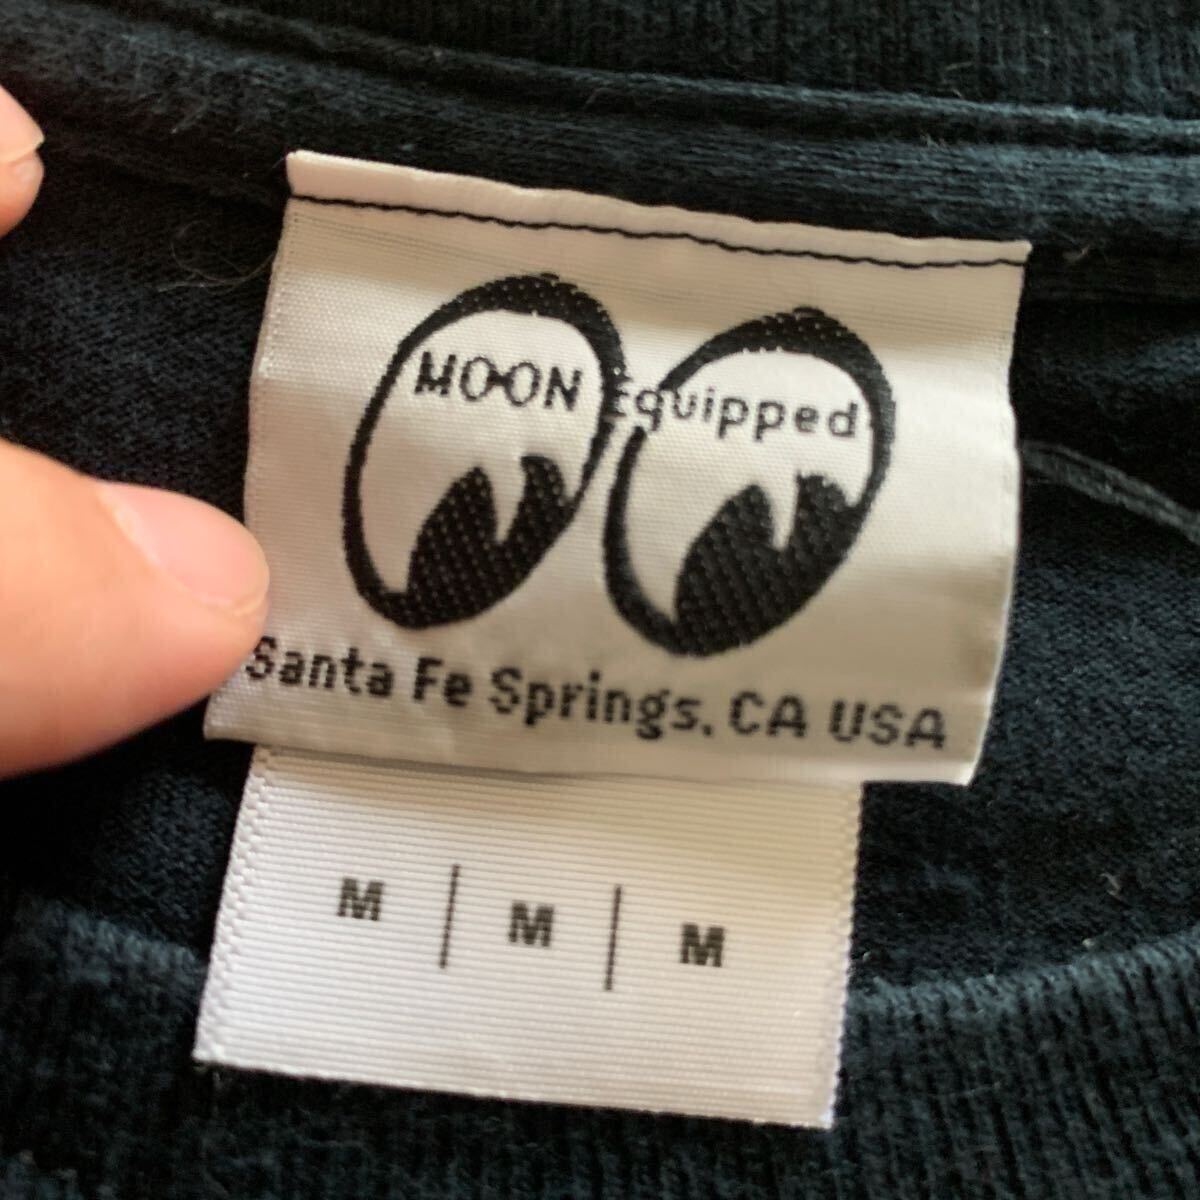 MOON Equipped
Santa Fe Springs, CA USA
M | M | M